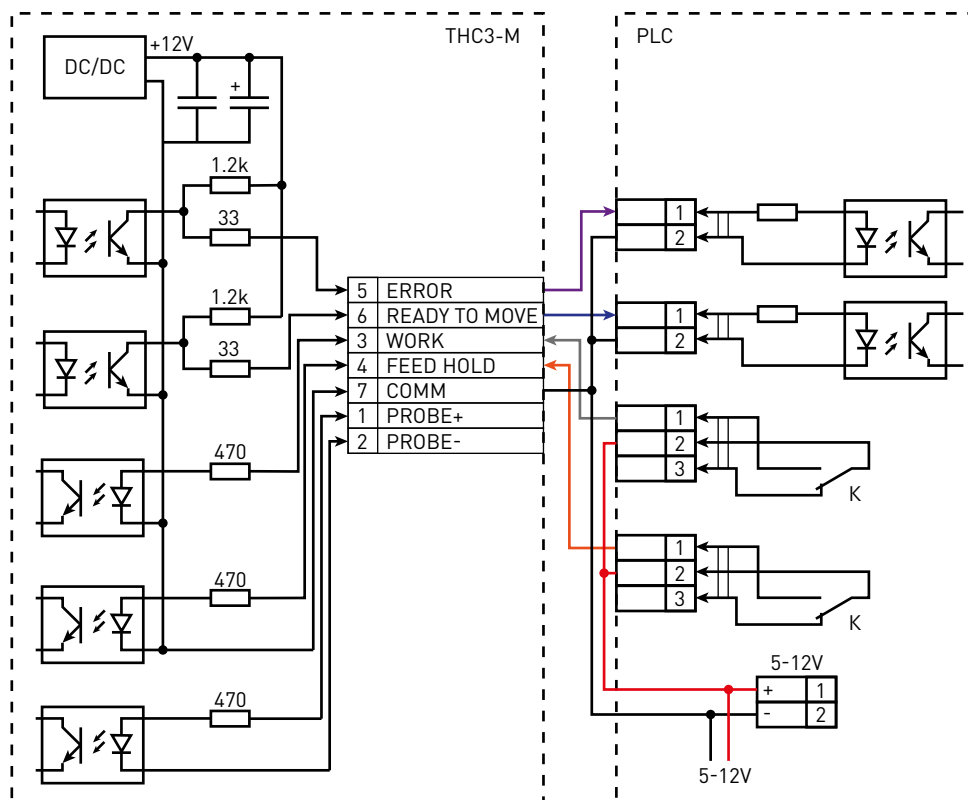 THC3-M
PLC
DC/DC
+12V
+
1.2k
33
1.2k
33
470
470
470
5 ERROR
6 READY TO MOVE
3 WORK
4 FEED HOLD
7 COMM
1 PROBE+
2 PROBE-
1
2
1
2
1
2
3
K
1
2
3
K
5-12V
+ 1
- 2
5-12V